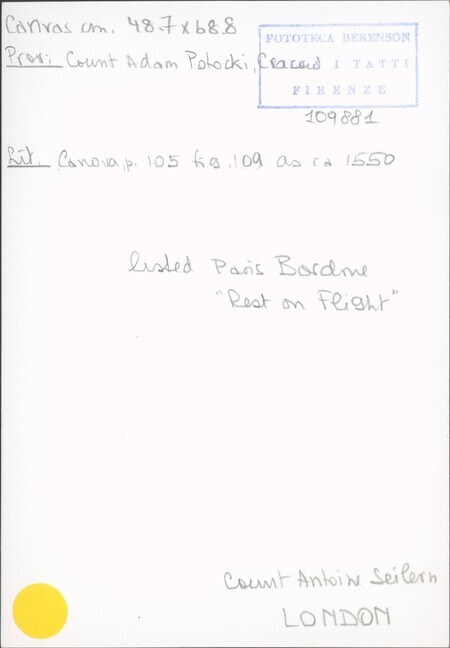 Canvas cm. 48.7 x 68.8
Prov: Count Adam Potocki, Cracow
FOTOTECA BERENSON
I TATTI
FIRENZE
109881
Lit. Canova, p. 105 fig. 109 as ca 1550
listed Paris Bordone
"Rest on Flight"
Count Antoine Seilern
LONDON